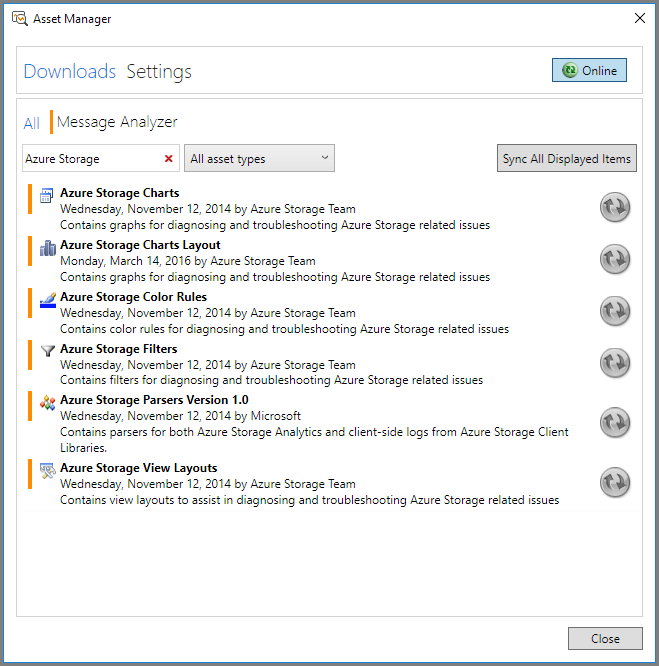 Asset Manager
Downloads Settings
Online
All Message Analyzer
Azure Storage
All asset types
Sync All Displayed Items
Azure Storage Charts
Wednesday, November 12, 2014 by Azure Storage Team
Contains graphs for diagnosing and troubleshooting Azure Storage related issues
Azure Storage Charts Layout
Monday, March 14, 2016 by Azure Storage Team
Contains graphs for diagnosing and troubleshooting Azure Storage related issues
Azure Storage Color Rules
Wednesday, November 12, 2014 by Azure Storage Team
Contains color rules for diagnosing and troubleshooting Azure Storage related issues
Azure Storage Filters
Wednesday, November 12, 2014 by Azure Storage Team
Contains filters for diagnosing and troubleshooting Azure Storage related issues
Azure Storage Parsers Version 1.0
Wednesday, November 12, 2014 by Microsoft
Contains parsers for both Azure Storage Analytics and client-side logs from Azure Storage Client
Libraries.
Azure Storage View Layouts
Wednesday, November 12, 2014 by Azure Storage Team
Contains view layouts to assist in diagnosing and troubleshooting Azure Storage related issues
Close